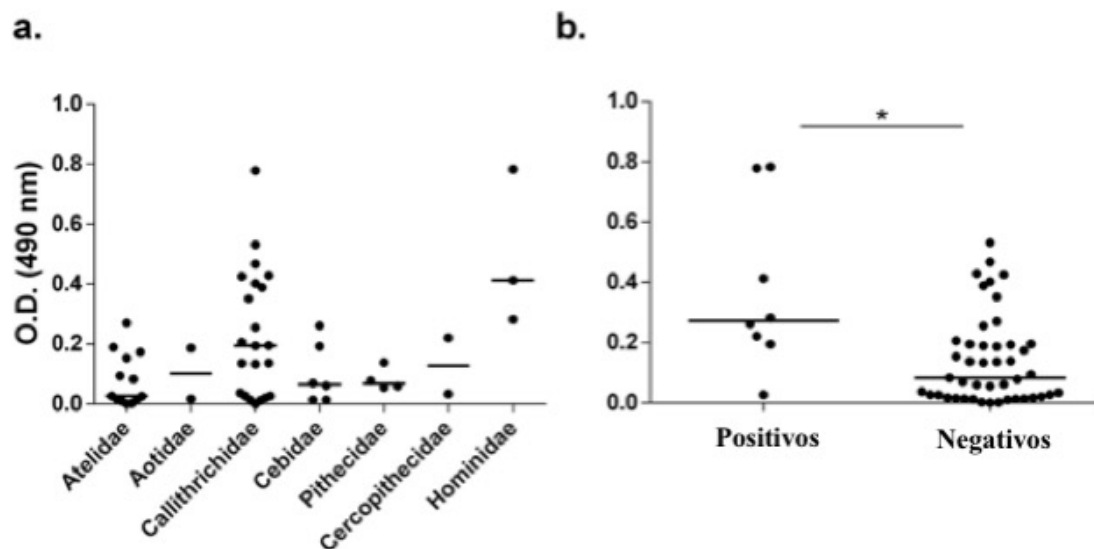 a.
b.
O.D. (490 nm)
1.0
0.8
0.6
0.4
0.2
0.0
Atelidae
Aotidae
Callithrichidae
Cebidae
Pithecidae
Cercopithecidae
Hominidae
1.0
0.8
0.6
0.4
0.2
0.0
*
Positivos
Negativos